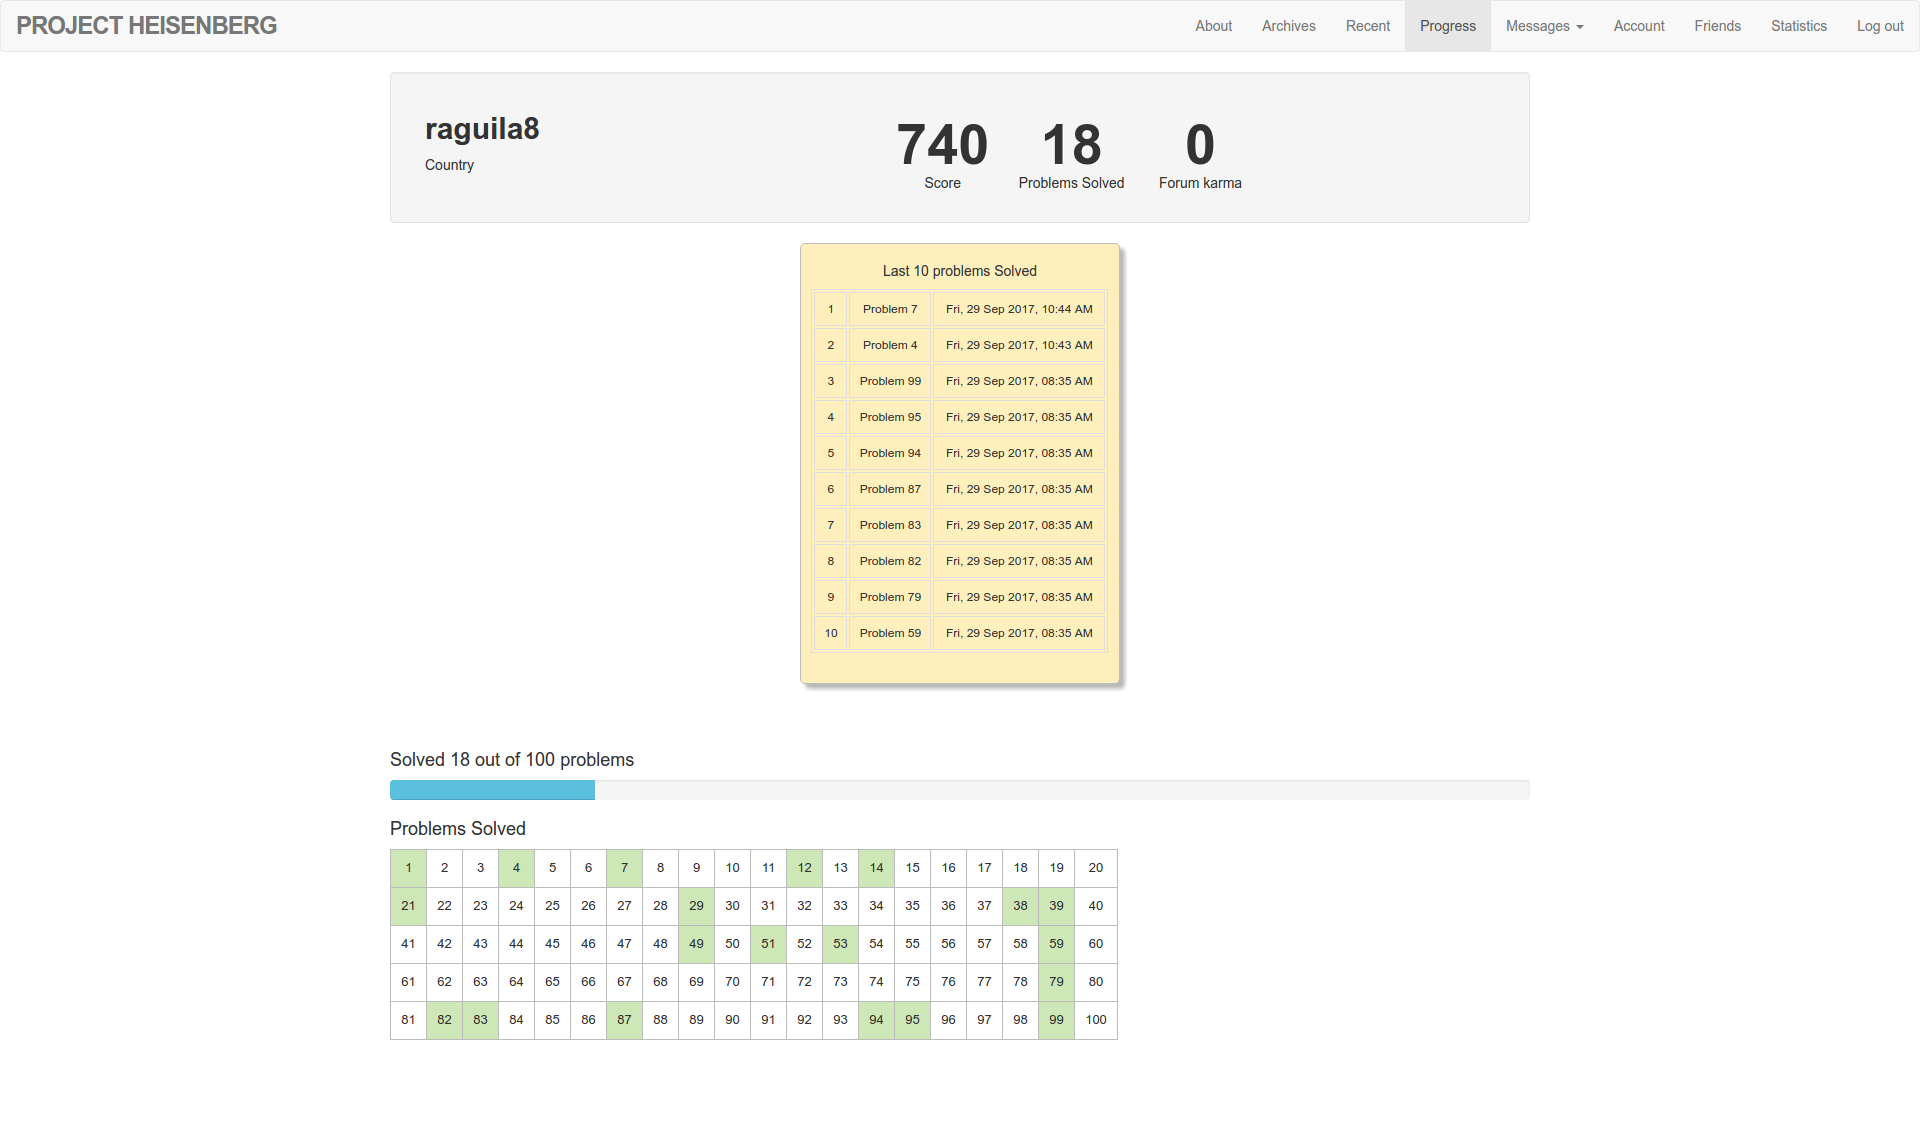 PROJECT HEISENBERG About Archives Recent Progress Messages Account Friends Statistics Log out
raguila8
Country
740 18 0
Score Problems Solved Forum karma
Last 10 problems Solved
1 Problem 7 Fri, 29 Sep 2017, 10:44 AM
2 Problem 4 Fri, 29 Sep 2017, 10:43 AM
3 Problem 99 Fri, 29 Sep 2017, 08:35 AM
4 Problem 95 Fri, 29 Sep 2017, 08:35 AM
5 Problem 94 Fri, 29 Sep 2017, 08:35 AM
6 Problem 87 Fri, 29 Sep 2017, 08:35 AM
7 Problem 83 Fri, 29 Sep 2017, 08:35 AM
8 Problem 82 Fri, 29 Sep 2017, 08:35 AM
9 Problem 79 Fri, 29 Sep 2017, 08:35 AM
10 Problem 59 Fri, 29 Sep 2017, 08:35 AM
Solved 18 out of 100 problems
Problems Solved
1 2 3 4 5 6 7 8 9 10 11 12 13 14 15 16 17 18 19 20
21 22 23 24 25 26 27 28 29 30 31 32 33 34 35 36 37 38 39 40
41 42 43 44 45 46 47 48 49 50 51 52 53 54 55 56 57 58 59 60
61 62 63 64 65 66 67 68 69 70 71 72 73 74 75 76 77 78 79 80
81 82 83 84 85 86 87 88 89 90 91 92 93 94 95 96 97 98 99 100